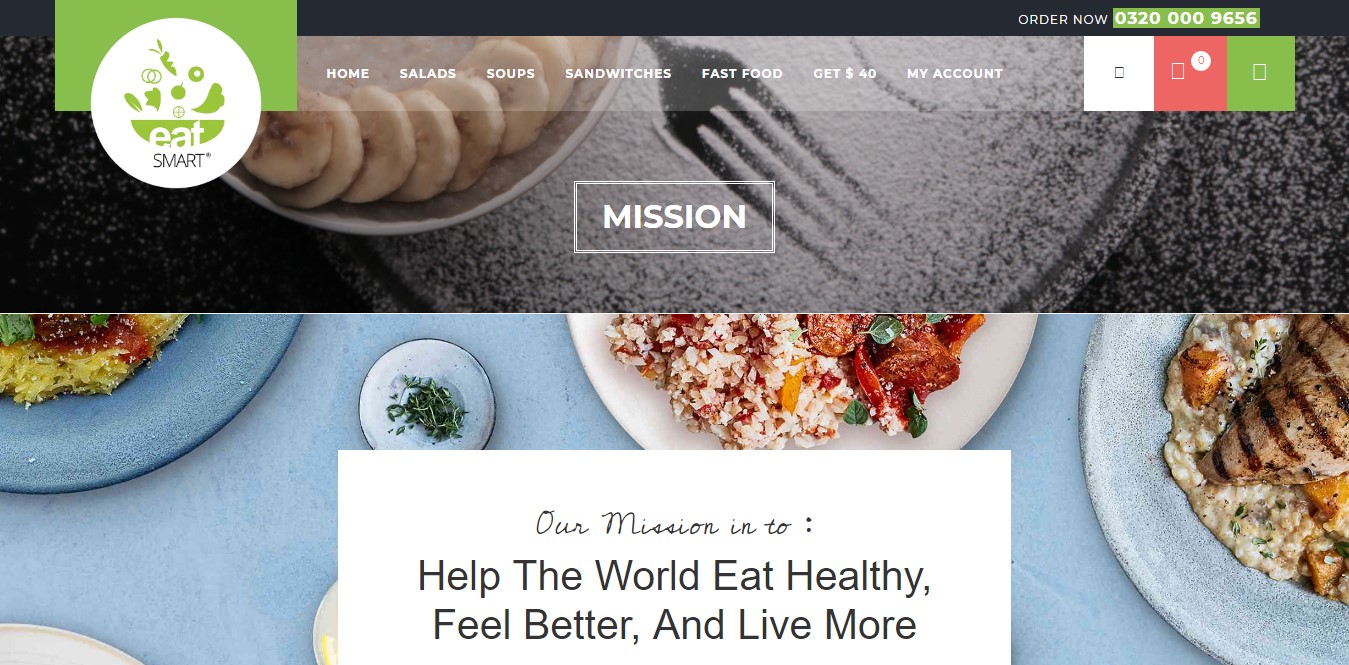 ORDER NOW 0320 000 9656
eat
SMART®
HOME SALADS SOUPS SANDWITCHES FAST FOOD GET $ 40 MY ACCOUNT
0
MISSION
Our Mission in to :
Help The World Eat Healthy,
Feel Better, And Live More